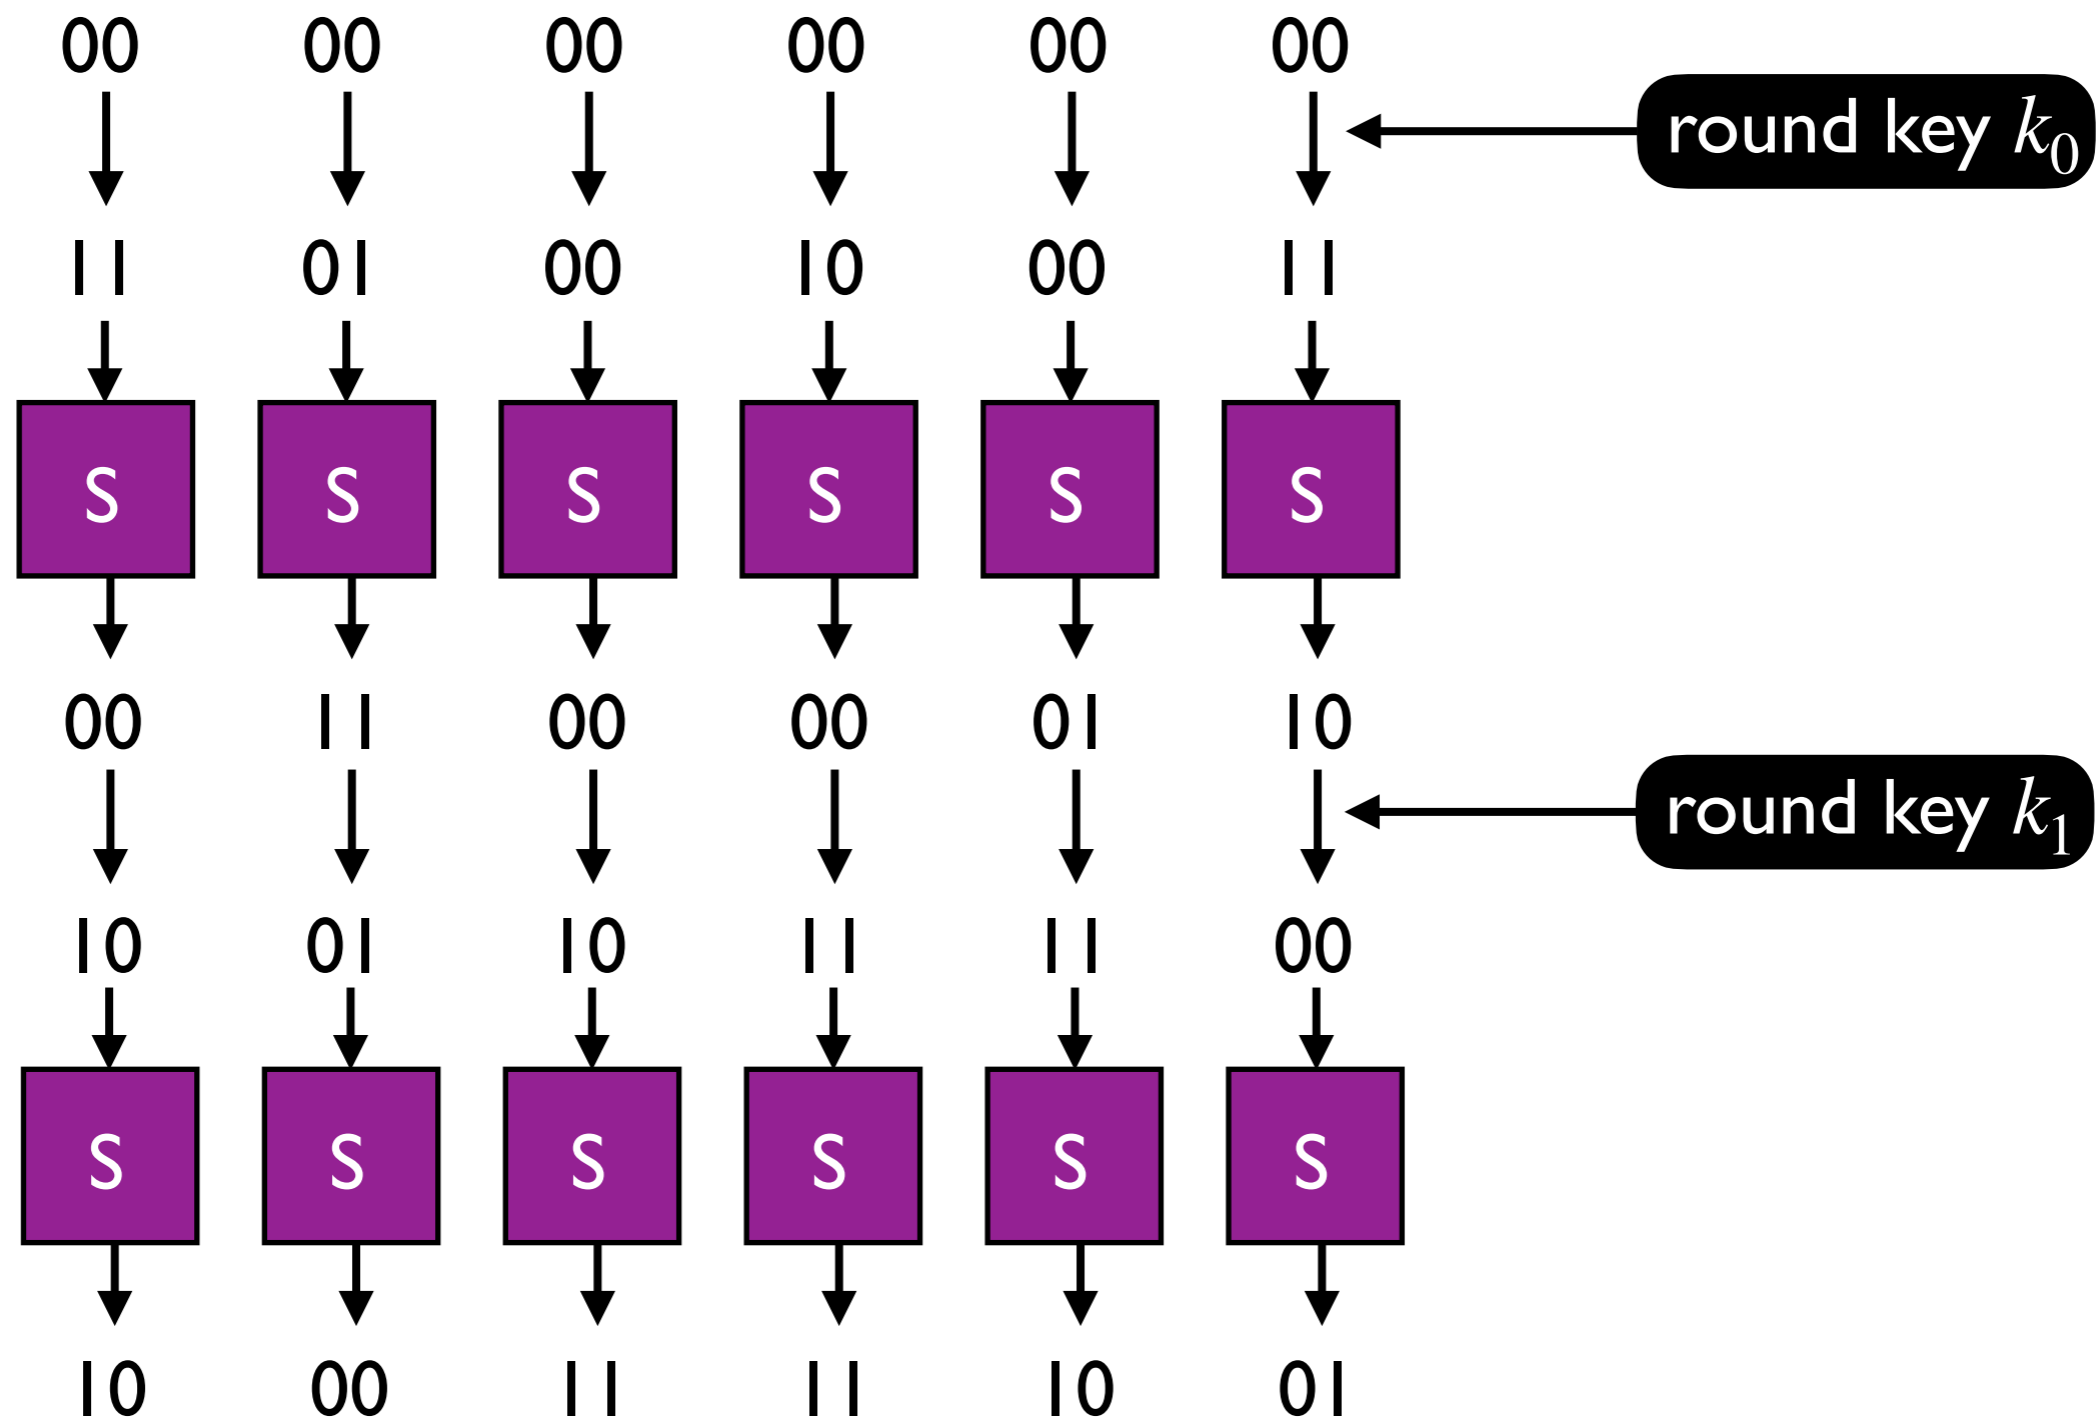 00 00 00 00 00 00
round key k₀
11 01 00 10 00 11
S S S S S S
00 11 00 00 01 10
round key k₁
10 01 10 11 11 00
S S S S S S
10 00 11 11 10 01